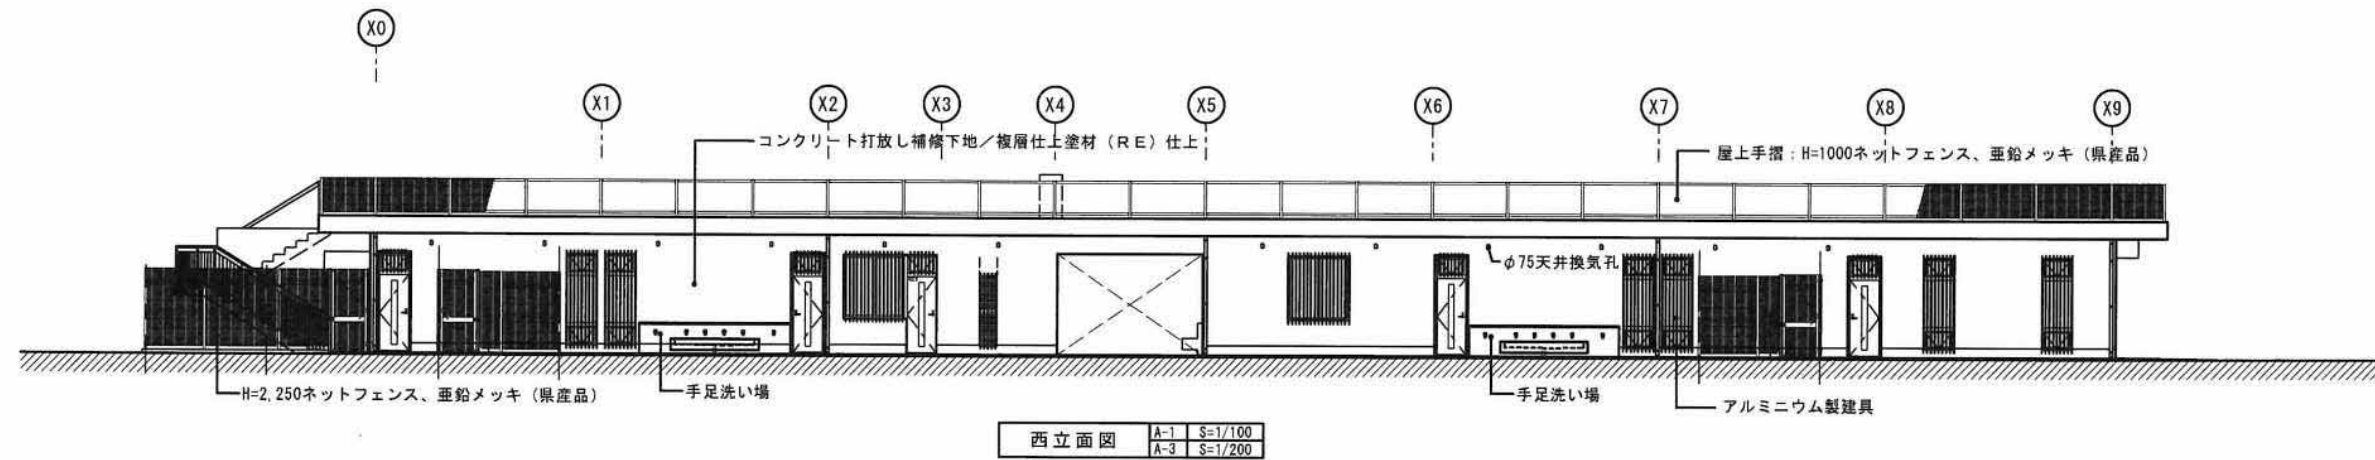 X0
X1
X2
X3
X4
X5
X6
X7
X8
X9
コンクリート打放し補修下地／複層仕上塗材（ＲＥ）仕上
屋上手摺：H=1000ネットフェンス、亜鉛メッキ（県産品）
φ75天井換気孔
H=2,250ネットフェンス、亜鉛メッキ（県産品）
手足洗い場
手足洗い場
アルミニウム製建具
西立面図
A-1 S=1/100
A-3 S=1/200